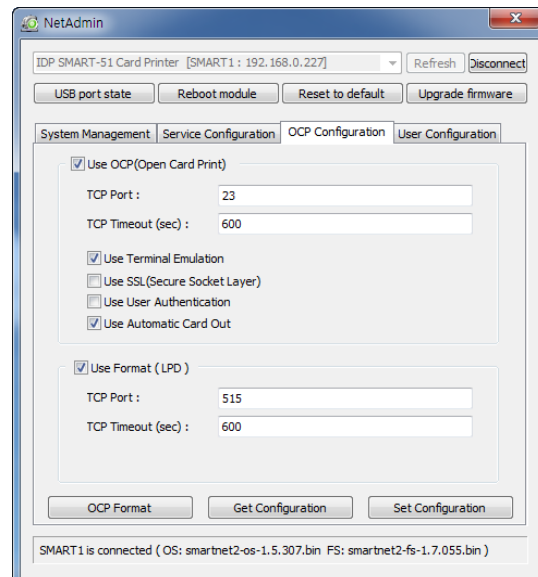 NetAdmin
IDP SMART-51 Card Printer [SMART1 : 192.168.0.227] Refresh Disconnect
USB port state Reboot module Reset to default Upgrade firmware
System Management Service Configuration OCP Configuration User Configuration
Use OCP(Open Card Print)
TCP Port : 23
TCP Timeout (sec) : 600
Use Terminal Emulation
Use SSL(Secure Socket Layer)
Use User Authentication
Use Automatic Card Out
Use Format ( LPD )
TCP Port : 515
TCP Timeout (sec) : 600
OCP Format Get Configuration Set Configuration
SMART1 is connected ( OS: smartnet2-os-1.5.307.bin FS: smartnet2-fs-1.7.055.bin )